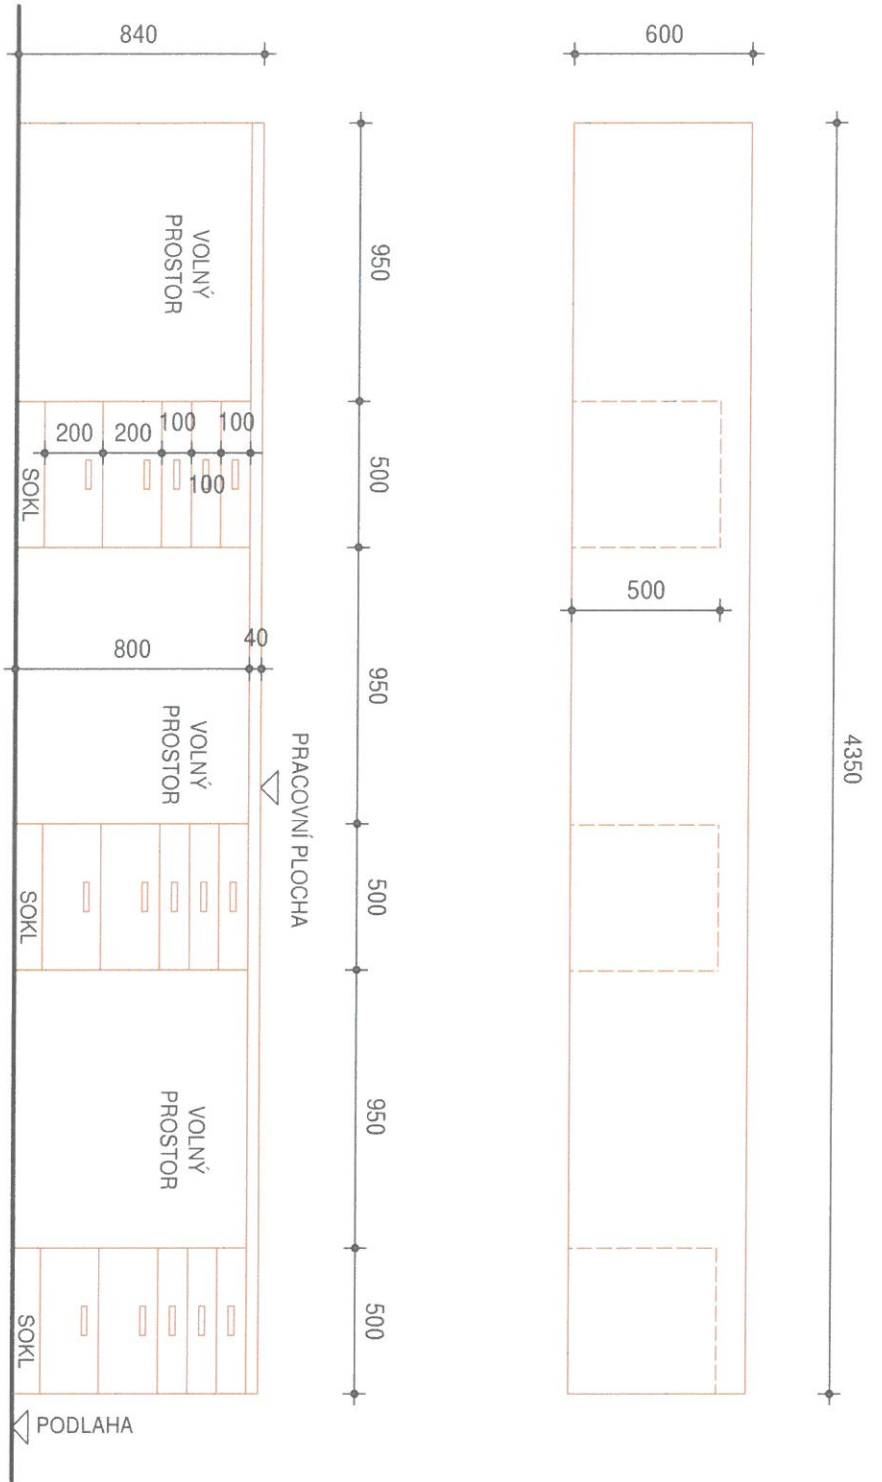 840
600
950
VOLNÝ
PROSTOR
200
200
100
100
100
SOKL
500
500
800
40
950
VOLNÝ
PROSTOR
PRACOVNÍ PLOCHA
4350
SOKL
500
950
VOLNÝ
PROSTOR
SOKL
500
PODLAHA